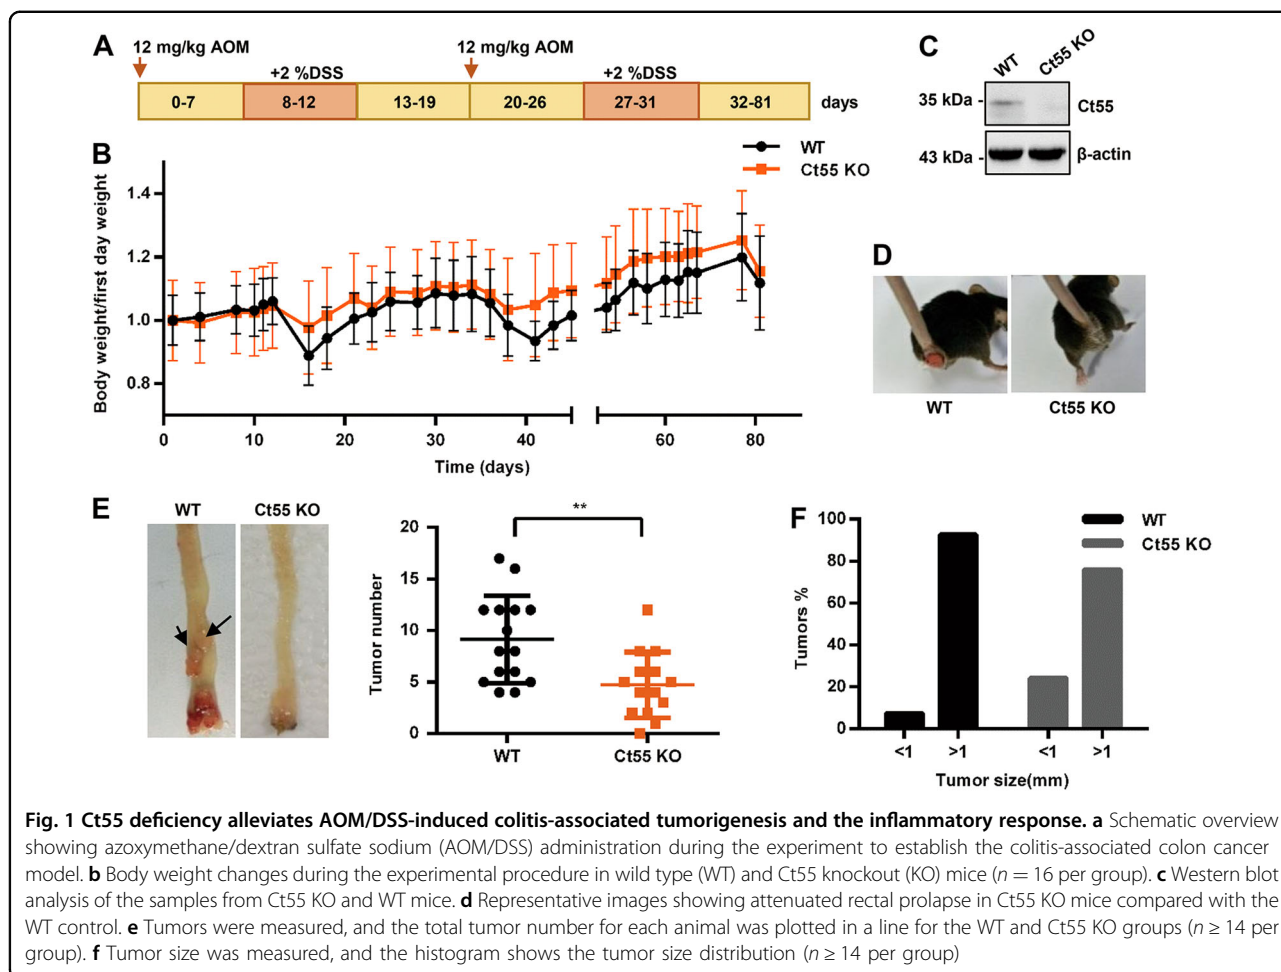 A
12 mg/kg AOM
12 mg/kg AOM
+2 %DSS
+2 %DSS
0-7
8-12
13-19
20-26
27-31
32-81
days
B
WT
Ct55 KO
Body weight/first day weight
1.4
1.2
1.0
0.8
0
10
20
30
40
60
80
Time (days)
C
WT
Ct55 KO
35 kDa -
Ct55
43 kDa -
β-actin
D
WT
Ct55 KO
E
WT
Ct55 KO
Tumor number
20
15
10
5
0
**
WT
Ct55 KO
F
WT
Ct55 KO
Tumors %
100
80
60
40
20
0
<1
>1
<1
>1
Tumor size(mm)
Fig. 1 Ct55 deficiency alleviates AOM/DSS-induced colitis-associated tumorigenesis and the inflammatory response. a Schematic overview
showing azoxymethane/dextran sulfate sodium (AOM/DSS) administration during the experiment to establish the colitis-associated colon cancer
model. b Body weight changes during the experimental procedure in wild type (WT) and Ct55 knockout (KO) mice (n = 16 per group). c Western blot
analysis of the samples from Ct55 KO and WT mice. d Representative images showing attenuated rectal prolapse in Ct55 KO mice compared with the
WT control. e Tumors were measured, and the total tumor number for each animal was plotted in a line for the WT and Ct55 KO groups (n ≥ 14 per
group). f Tumor size was measured, and the histogram shows the tumor size distribution (n ≥ 14 per group)